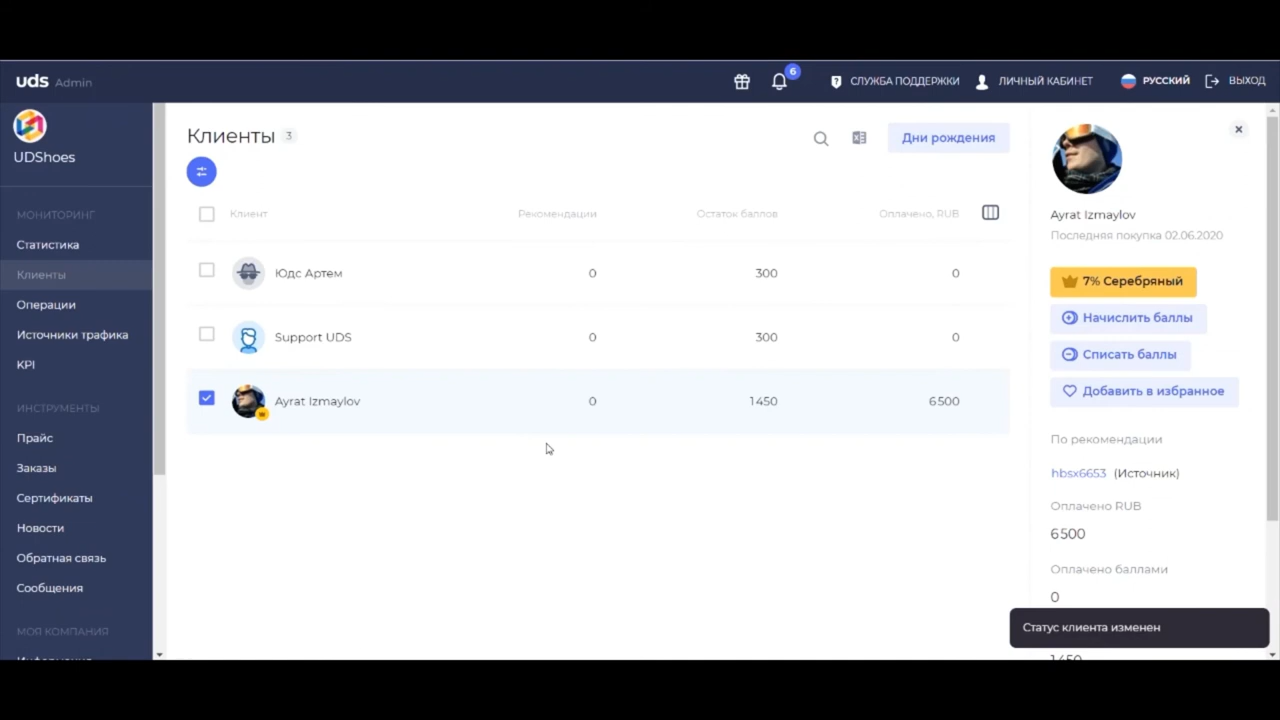 uds Admin
6
СЛУЖБА ПОДДЕРЖКИ
ЛИЧНЫЙ КАБИНЕТ
РУССКИЙ
ВЫХОД
UDShoes
МОНИТОРИНГ
Статистика
Клиенты
Операции
Источники трафика
KPI
ИНСТРУМЕНТЫ
Прайс
Заказы
Сертификаты
Новости
Обратная связь
Сообщения
МОЯ КОМПАНИЯ
Клиенты 3
Дни рождения
Клиент Рекомендации Остаток баллов Оплачено, RUB
Юдс Артем 0 300 0
Support UDS 0 300 0
Ayrat Izmaylov 0 1450 6500
Ayrat Izmaylov
Последняя покупка 02.06.2020
7% Серебряный
Начислить баллы
Списать баллы
Добавить в избранное
По рекомендации
hbsx6653 (Источник)
Оплачено RUB
6500
Оплачено баллами
0
Статус клиента изменен